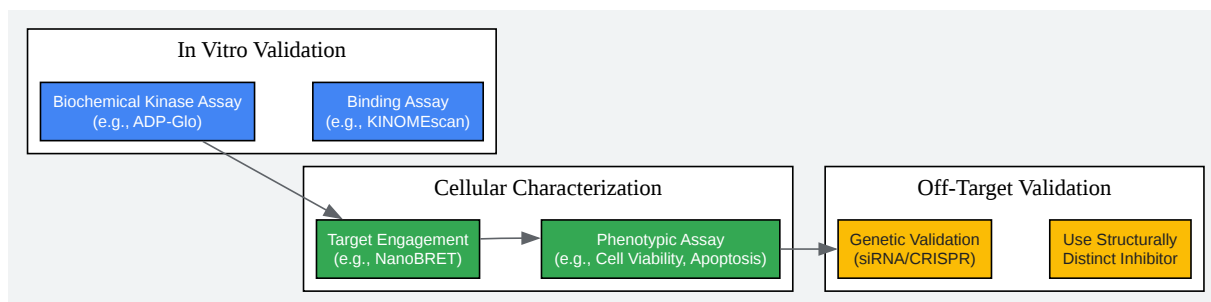 In Vitro Validation
Biochemical Kinase Assay
(e.g., ADP-Glo)
Binding Assay
(e.g., KINOMEscan)
Cellular Characterization
Target Engagement
(e.g., NanoBRET)
Phenotypic Assay
(e.g., Cell Viability, Apoptosis)
Off-Target Validation
Genetic Validation
(siRNA/CRISPR)
Use Structurally
Distinct Inhibitor